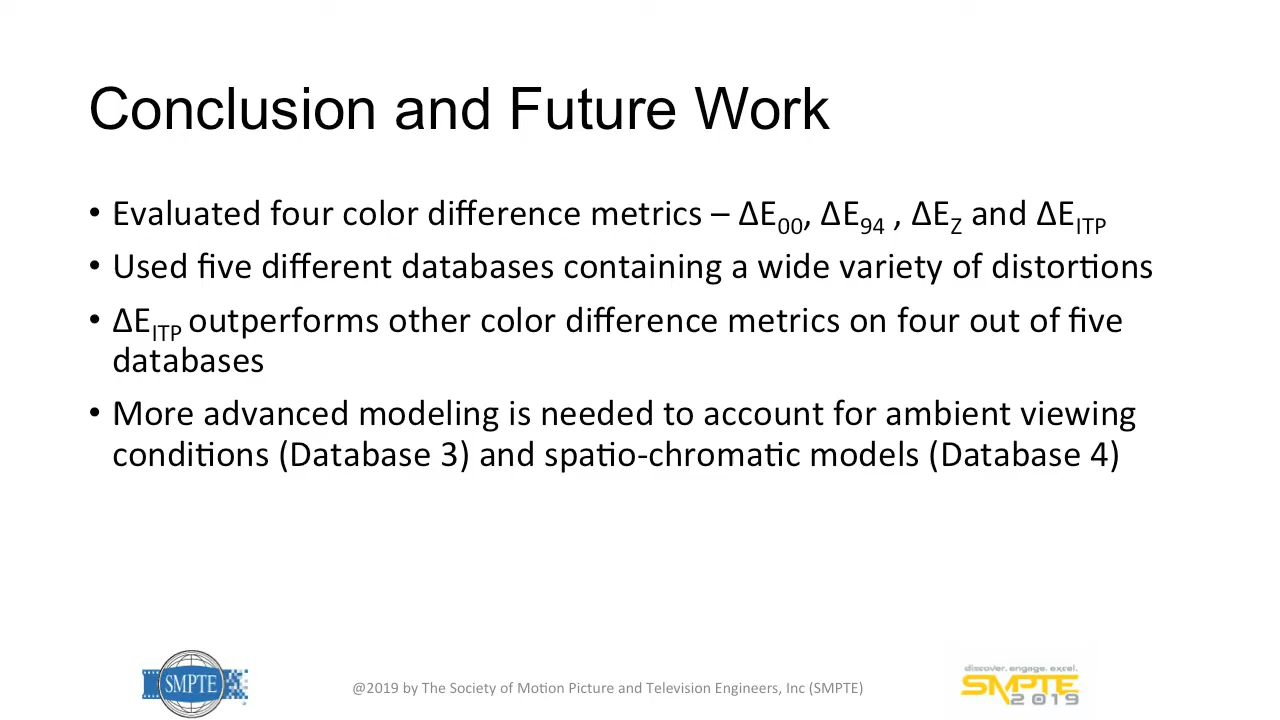 Conclusion and Future Work
• Evaluated four color difference metrics – ΔE00, ΔE94 , ΔEZ and ΔEITP
• Used five different databases containing a wide variety of distortions
• ΔEITP outperforms other color difference metrics on four out of five
databases
• More advanced modeling is needed to account for ambient viewing
conditions (Database 3) and spatio-chromatic models (Database 4)
SMPTE
@2019 by The Society of Motion Picture and Television Engineers, Inc (SMPTE)
discover. engage. excel.
SMPTE
2019